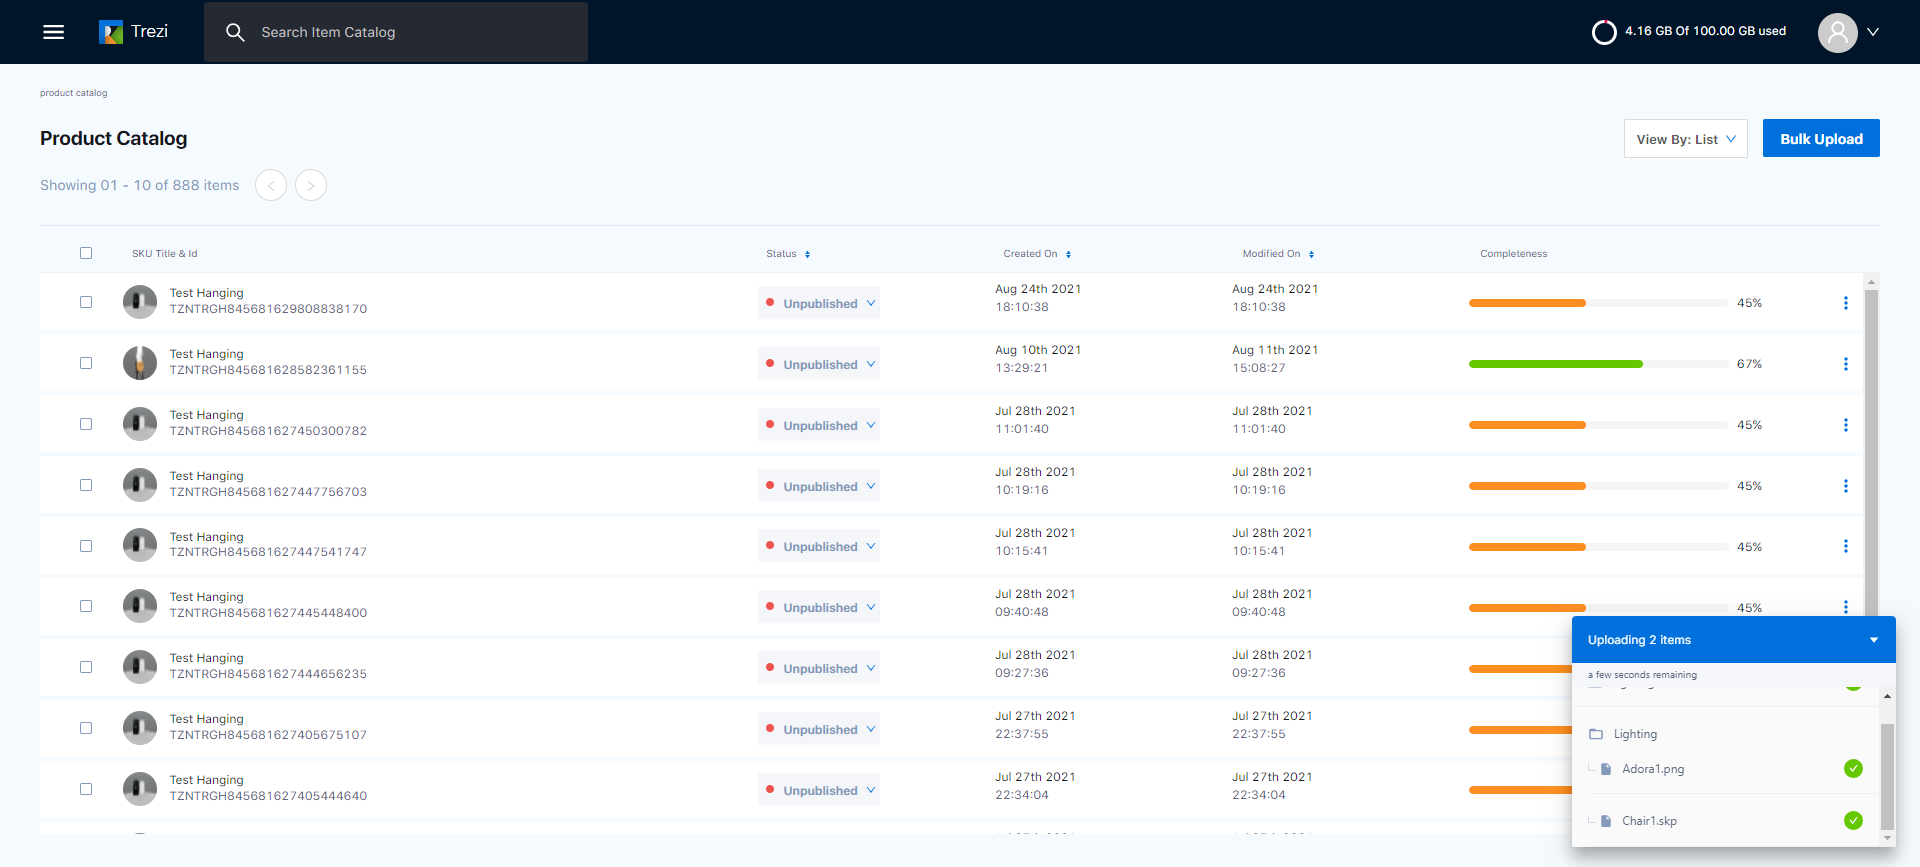 Trezi
Search Item Catalog
4.16 GB Of 100.00 GB used
product catalog
Product Catalog
View By: List
Bulk Upload
Showing 01 - 10 of 888 items
SKU Title & Id Status Created On Modified On Completeness
Test Hanging Aug 24th 2021 Aug 24th 2021
TZNTRGH845681629808838170 Unpublished 18:10:38 18:10:38 45%
Test Hanging Aug 10th 2021 Aug 11th 2021
TZNTRGH845681628582361155 Unpublished 13:29:21 15:08:27 67%
Test Hanging Jul 28th 2021 Jul 28th 2021
TZNTRGH845681627450300782 Unpublished 11:01:40 11:01:40 45%
Test Hanging Jul 28th 2021 Jul 28th 2021
TZNTRGH845681627447756703 Unpublished 10:19:16 10:19:16 45%
Test Hanging Jul 28th 2021 Jul 28th 2021
TZNTRGH845681627447541747 Unpublished 10:15:41 10:15:41 45%
Test Hanging Jul 28th 2021 Jul 28th 2021
TZNTRGH845681627445448400 Unpublished 09:40:48 09:40:48 45%
Test Hanging Jul 28th 2021 Jul 28th 2021
TZNTRGH845681627444656235 Unpublished 09:27:36 09:27:36
Test Hanging Jul 27th 2021 Jul 27th 2021
TZNTRGH845681627405675107 Unpublished 22:37:55 22:37:55
Test Hanging Jul 27th 2021 Jul 27th 2021
TZNTRGH845681627405444640 Unpublished 22:34:04 22:34:04
Uploading 2 items
a few seconds remaining
Lighting
Adora1.png
Chair1.skp